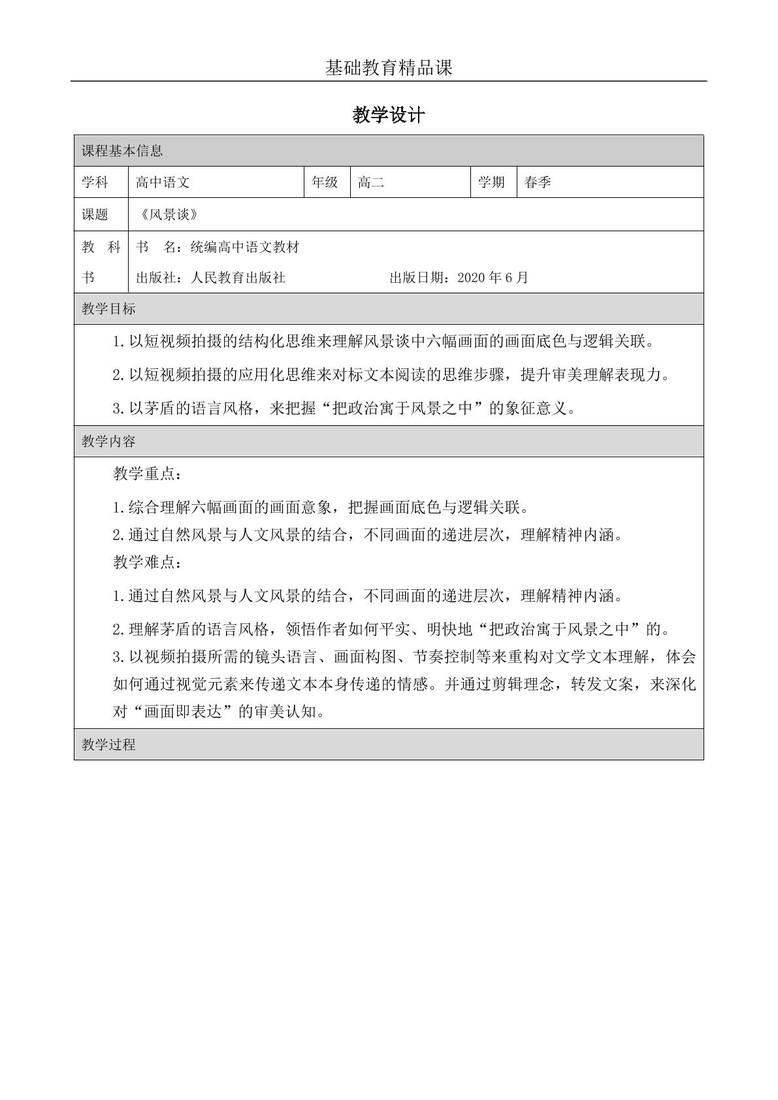 基础教育精品课
教学设计
课程基本信息
学科 高中语文 年级 高二 学期 春季
课题 《风景谈》
教 科 书 名：统编高中语文教材
书 出版社：人民教育出版社 出版日期：2020 年 6 月
教学目标
1.以短视频拍摄的结构化思维来理解风景谈中六幅画面的画面底色与逻辑关联。
2.以短视频拍摄的应用化思维来对标文本阅读的思维步骤，提升审美理解表现力。
3.以茅盾的语言风格，来把握“把政治寓于风景之中”的象征意义。
教学内容
教学重点：
1.综合理解六幅画面的画面意象，把握画面底色与逻辑关联。
2.通过自然风景与人文风景的结合，不同画面的递进层次，理解精神内涵。
教学难点：
1.通过自然风景与人文风景的结合，不同画面的递进层次，理解精神内涵。
2.理解茅盾的语言风格，领悟作者如何平实、明快地“把政治寓于风景之中”的。
3.以视频拍摄所需的镜头语言、画面构图、节奏控制等来重构对文学文本理解，体会
如何通过视觉元素来传递文本本身传递的情感。并通过剪辑理念，转发文案，来深化
对“画面即表达”的审美认知。
教学过程